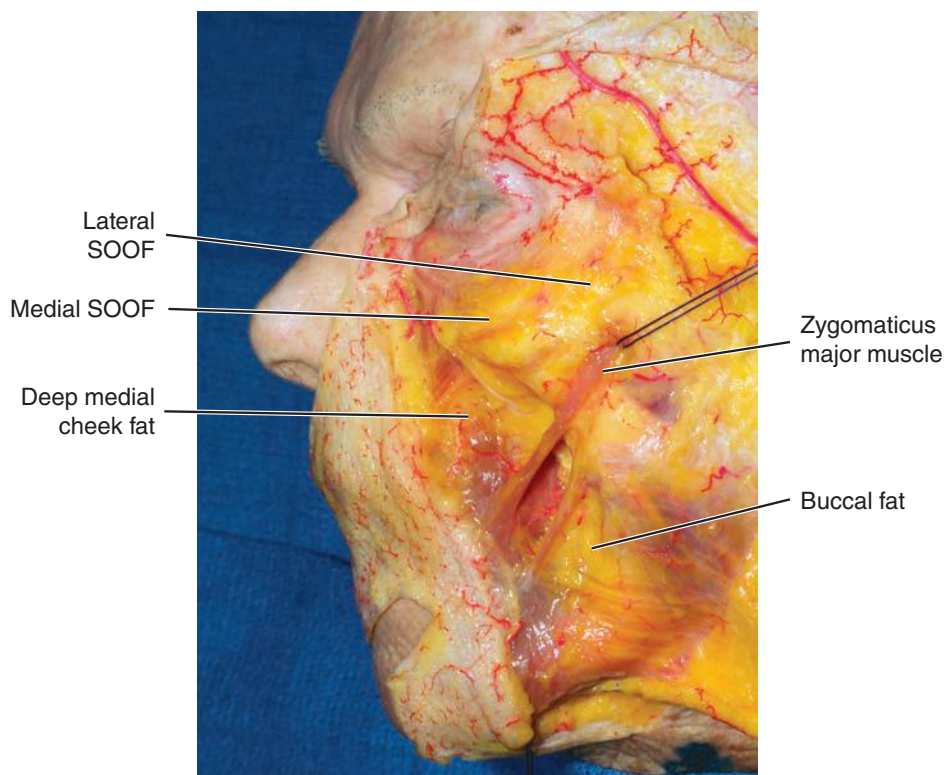 Lateral
SOOF
Medial SOOF
Deep medial
cheek fat
Zygomaticus
major muscle
Buccal fat